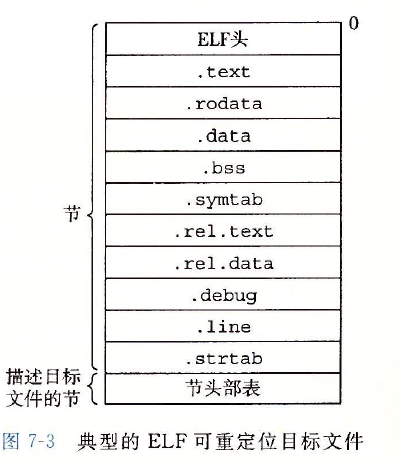 0
ELF头
.text
.rodata
.data
.bss
.symtab
节
.rel.text
.rel.data
.debug
.line
.strtab
描述目标
文件的节
节头部表
图 7-3 典型的 ELF 可重定位目标文件